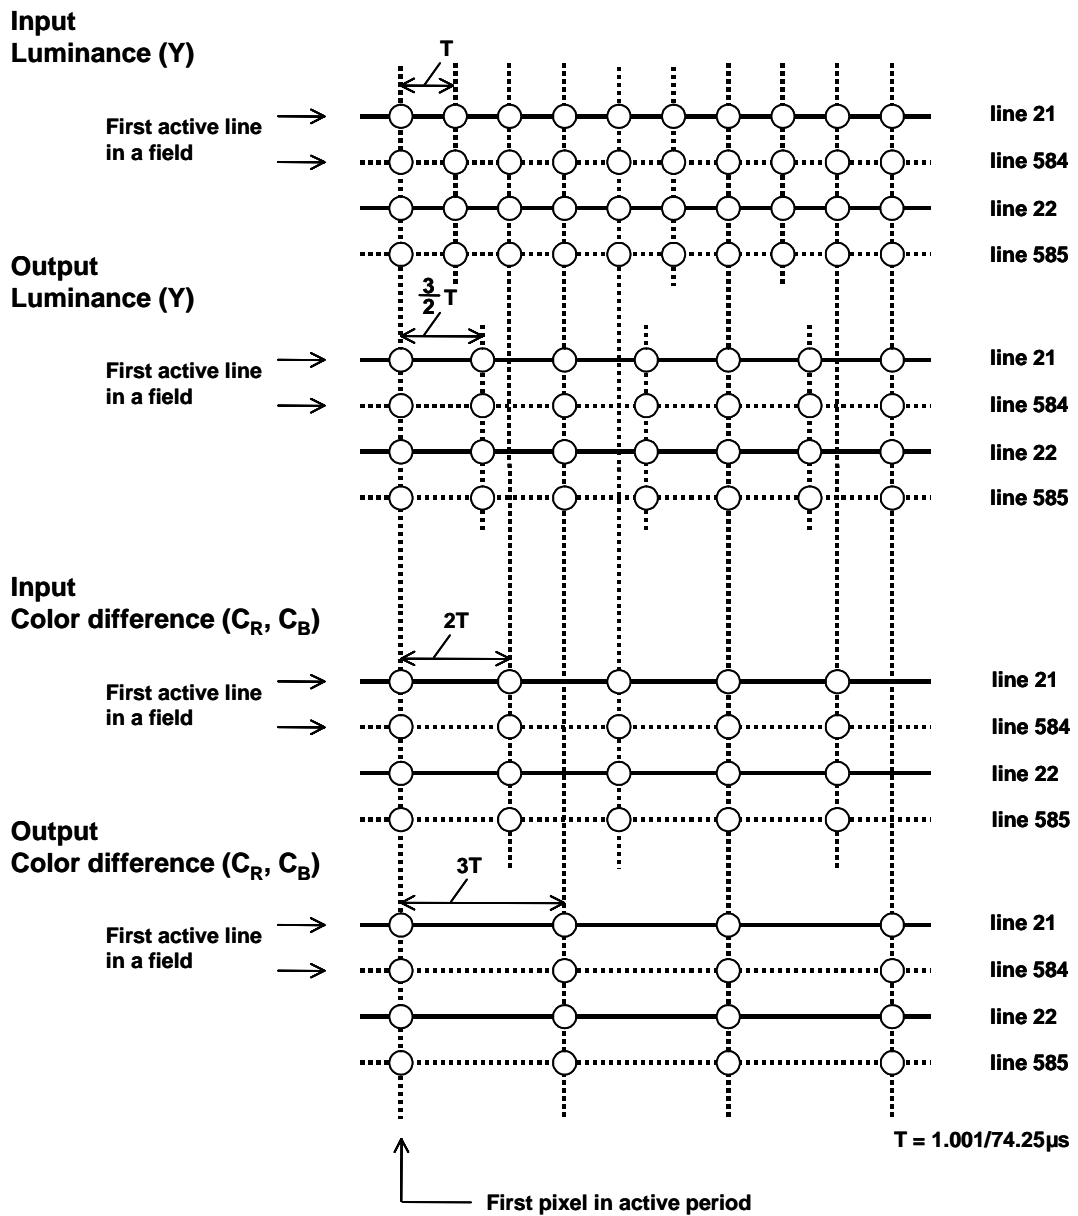 Input
Luminance (Y)
T
First active line
in a field
line 21
line 584
line 22
line 585
Output
Luminance (Y)
3/2 T
First active line
in a field
line 21
line 584
line 22
line 585
Input
Color difference (CR, CB)
2T
First active line
in a field
line 21
line 584
line 22
line 585
Output
Color difference (CR, CB)
3T
First active line
in a field
line 21
line 584
line 22
line 585
T = 1.001/74.25µs
First pixel in active period